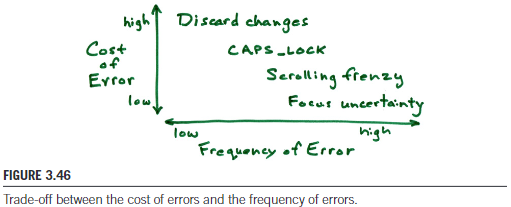 high Discard changes
Cost
of
Error
CAPS_LOCK
Scrolling frenzy
low Focus uncertainty
low high
Frequency of Error
FIGURE 3.46
Trade-off between the cost of errors and the frequency of errors.